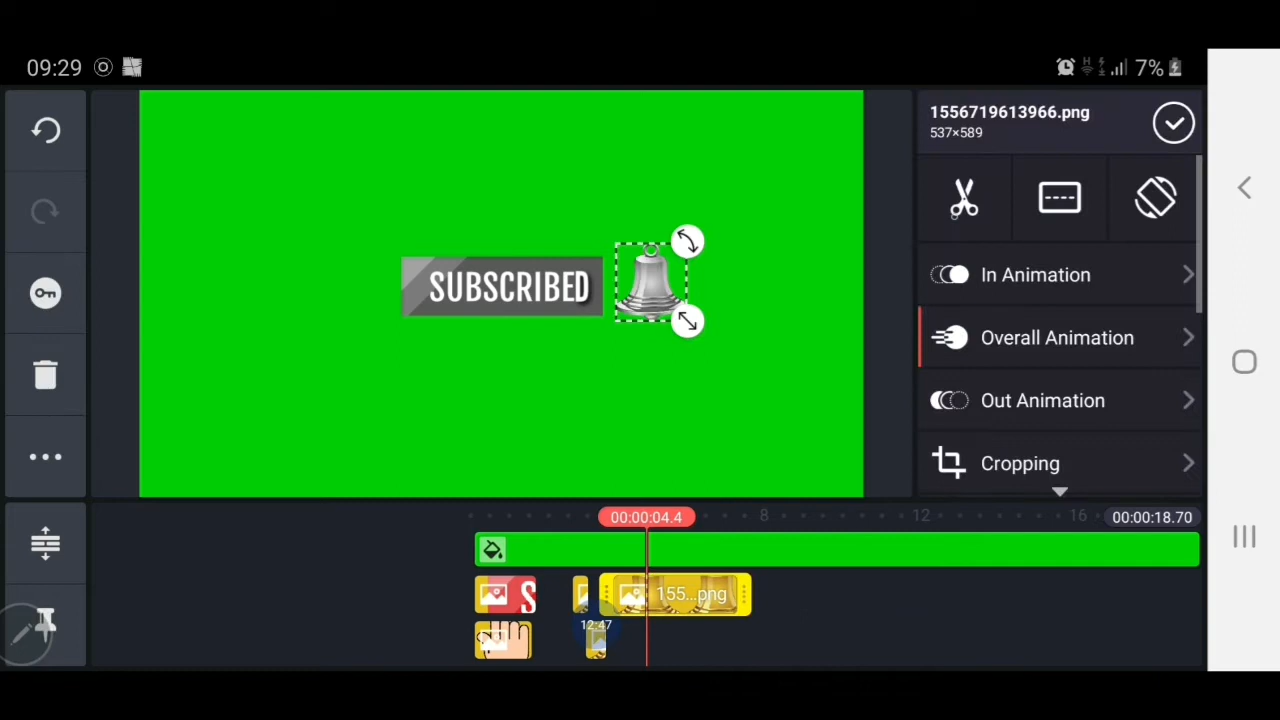 09:29
7%
1556719613966.png
537×589
SUBSCRIBED
In Animation
Overall Animation
Out Animation
Cropping
00:00:04.4
8
12
16
00:00:18.70
S
155...png
12:47